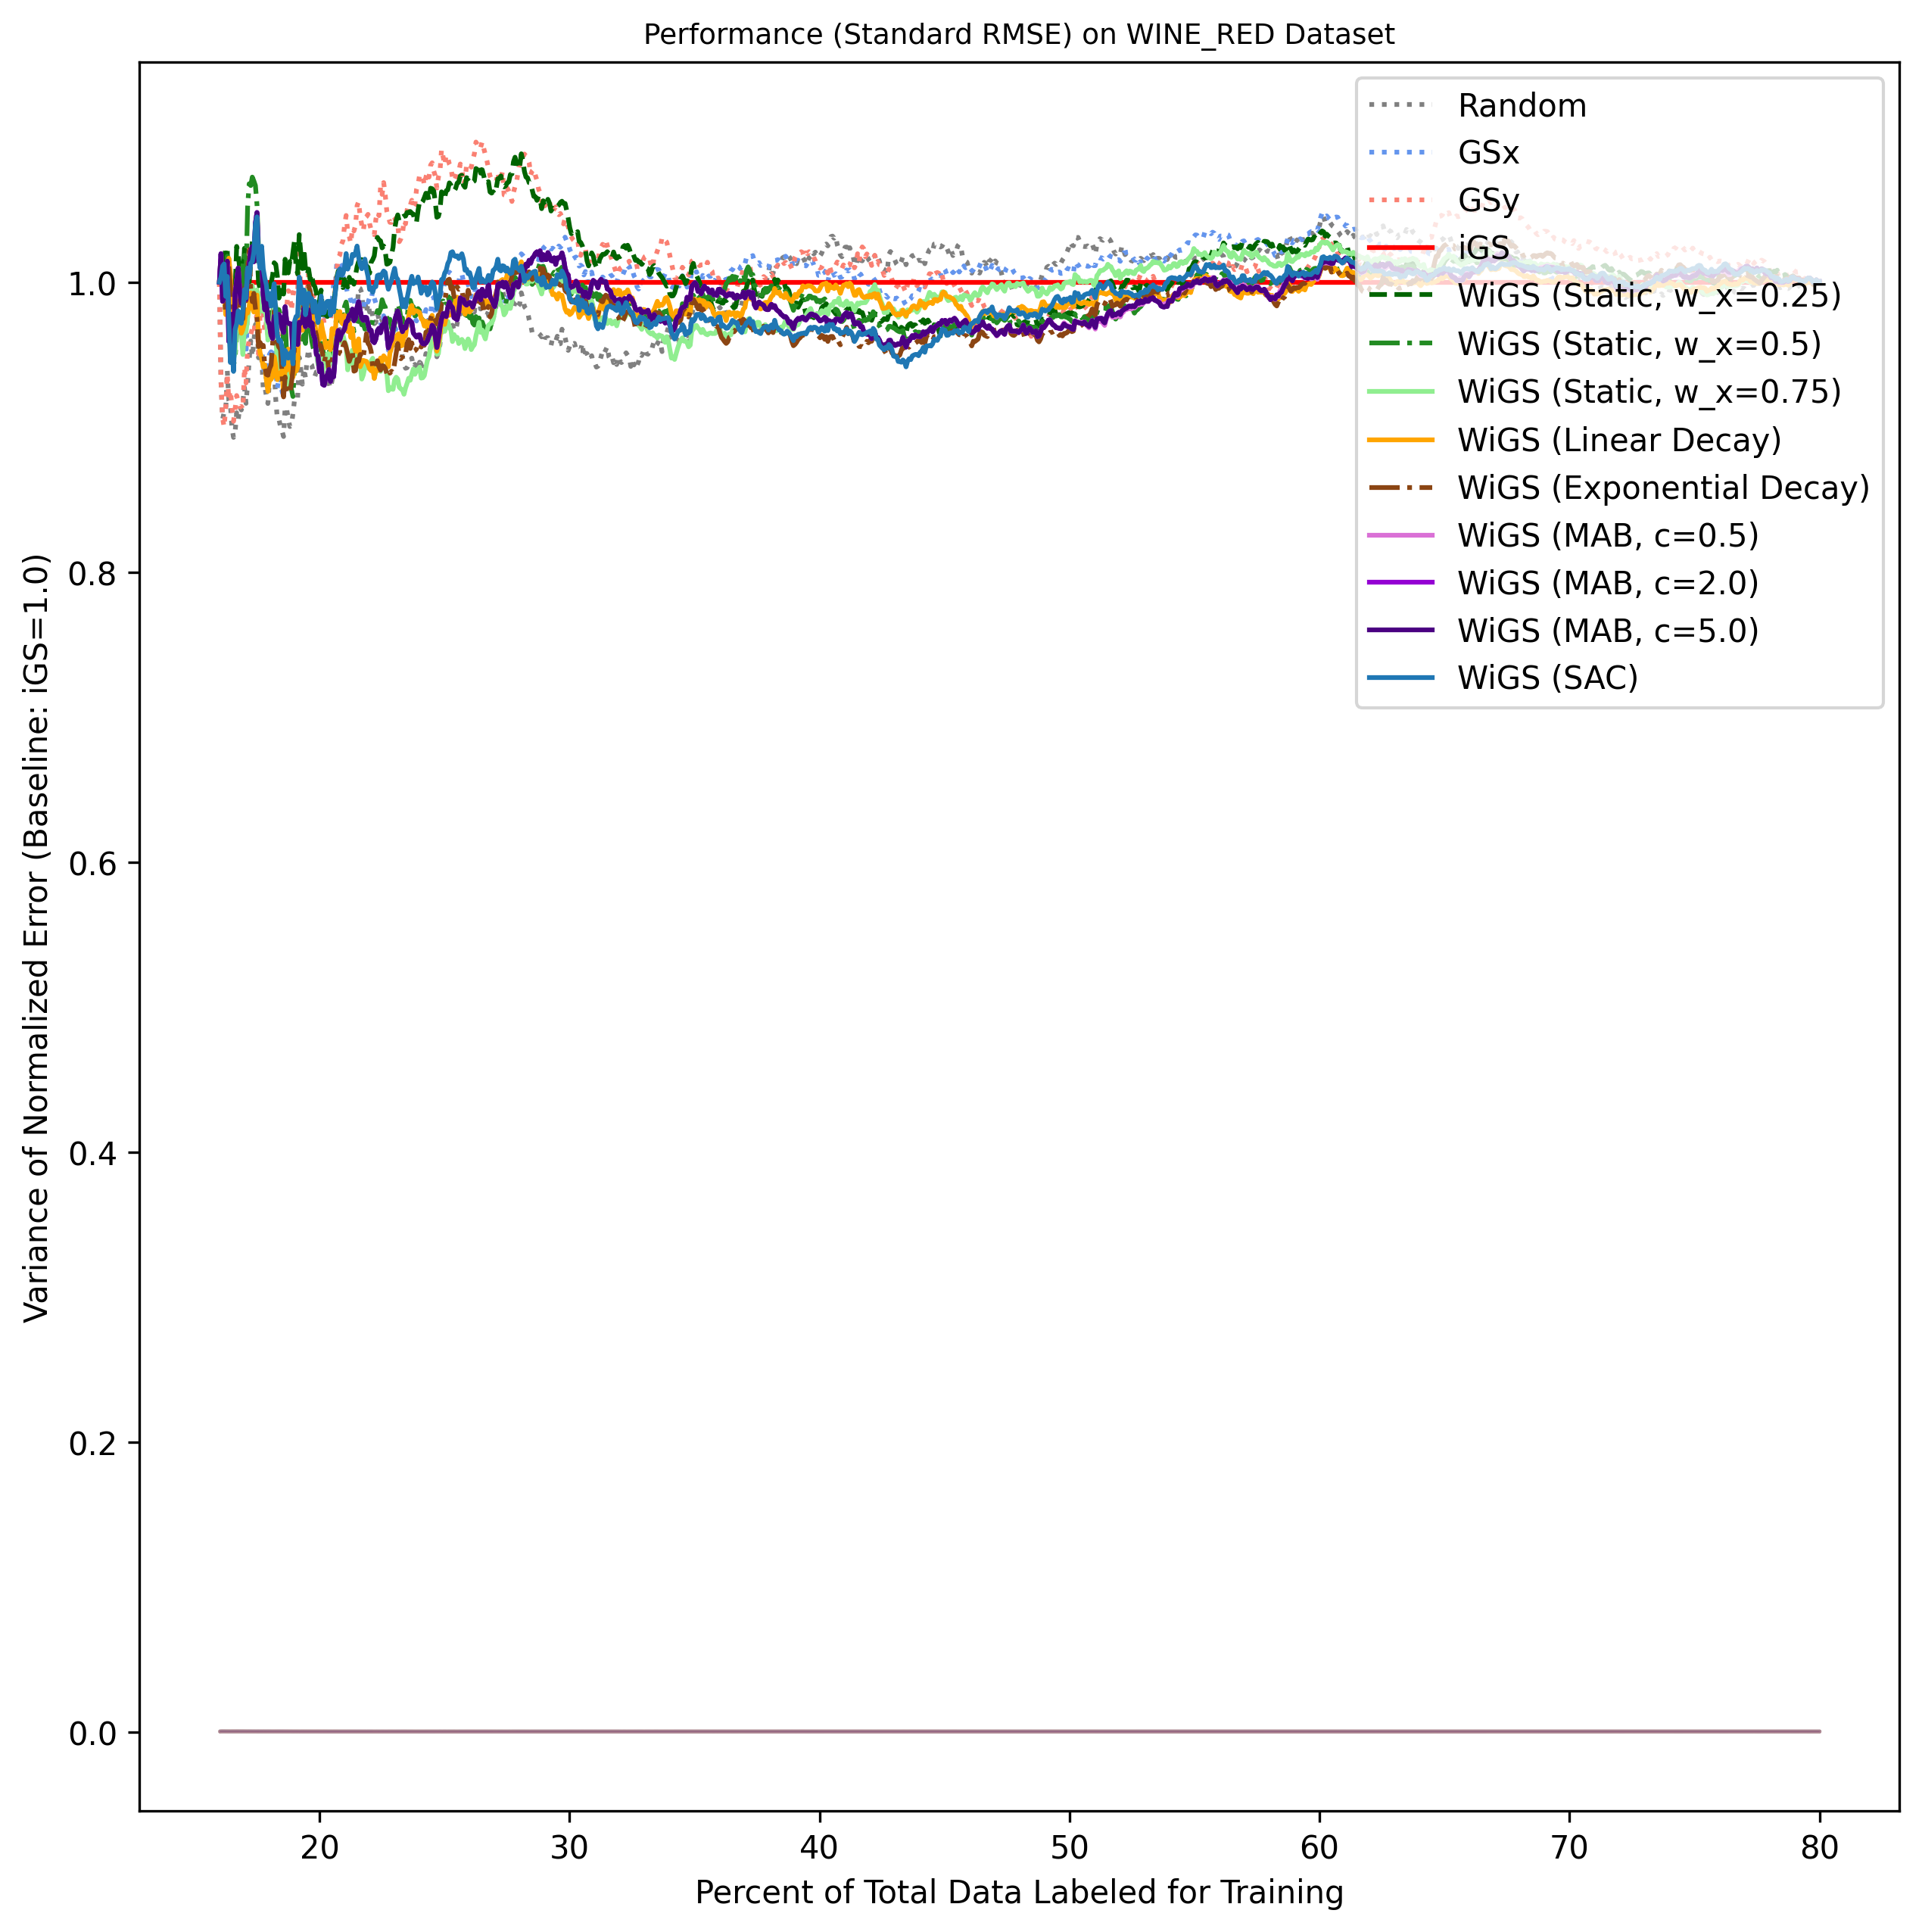 Performance (Standard RMSE) on WINE_RED Dataset
Variance of Normalized Error (Baseline: iGS=1.0)
1.0
0.8
0.6
0.4
0.2
0.0
Random
GSx
GSy
iGS
WiGS (Static, w_x=0.25)
WiGS (Static, w_x=0.5)
WiGS (Static, w_x=0.75)
WiGS (Linear Decay)
WiGS (Exponential Decay)
WiGS (MAB, c=0.5)
WiGS (MAB, c=2.0)
WiGS (MAB, c=5.0)
WiGS (SAC)
20 30 40 50 60 70 80
Percent of Total Data Labeled for Training